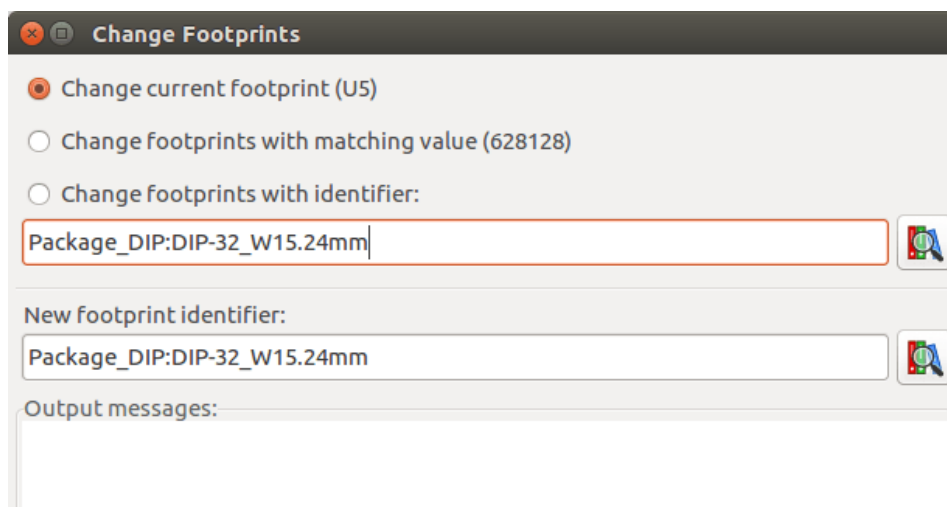 Change Footprints
Change current footprint (U5)
Change footprints with matching value (628128)
Change footprints with identifier:
Package_DIP:DIP-32_W15.24mm
New footprint identifier:
Package_DIP:DIP-32_W15.24mm
Output messages: